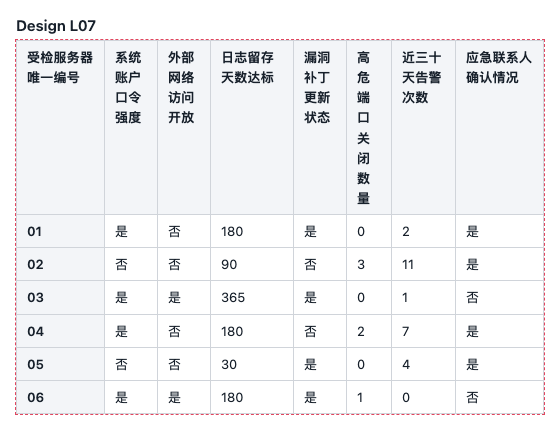 Design L07
受检服务器唯一编号 系统账户口令强度 外部网络访问开放 日志留存天数达标 漏洞补丁更新状态 高危端口关闭数量 近三十天告警次数 应急联系人确认情况
01 是 否 180 是 0 2 是
02 否 否 90 否 3 11 是
03 是 是 365 是 0 1 否
04 是 否 180 否 2 7 是
05 否 否 30 是 0 4 是
06 是 是 180 是 1 0 否